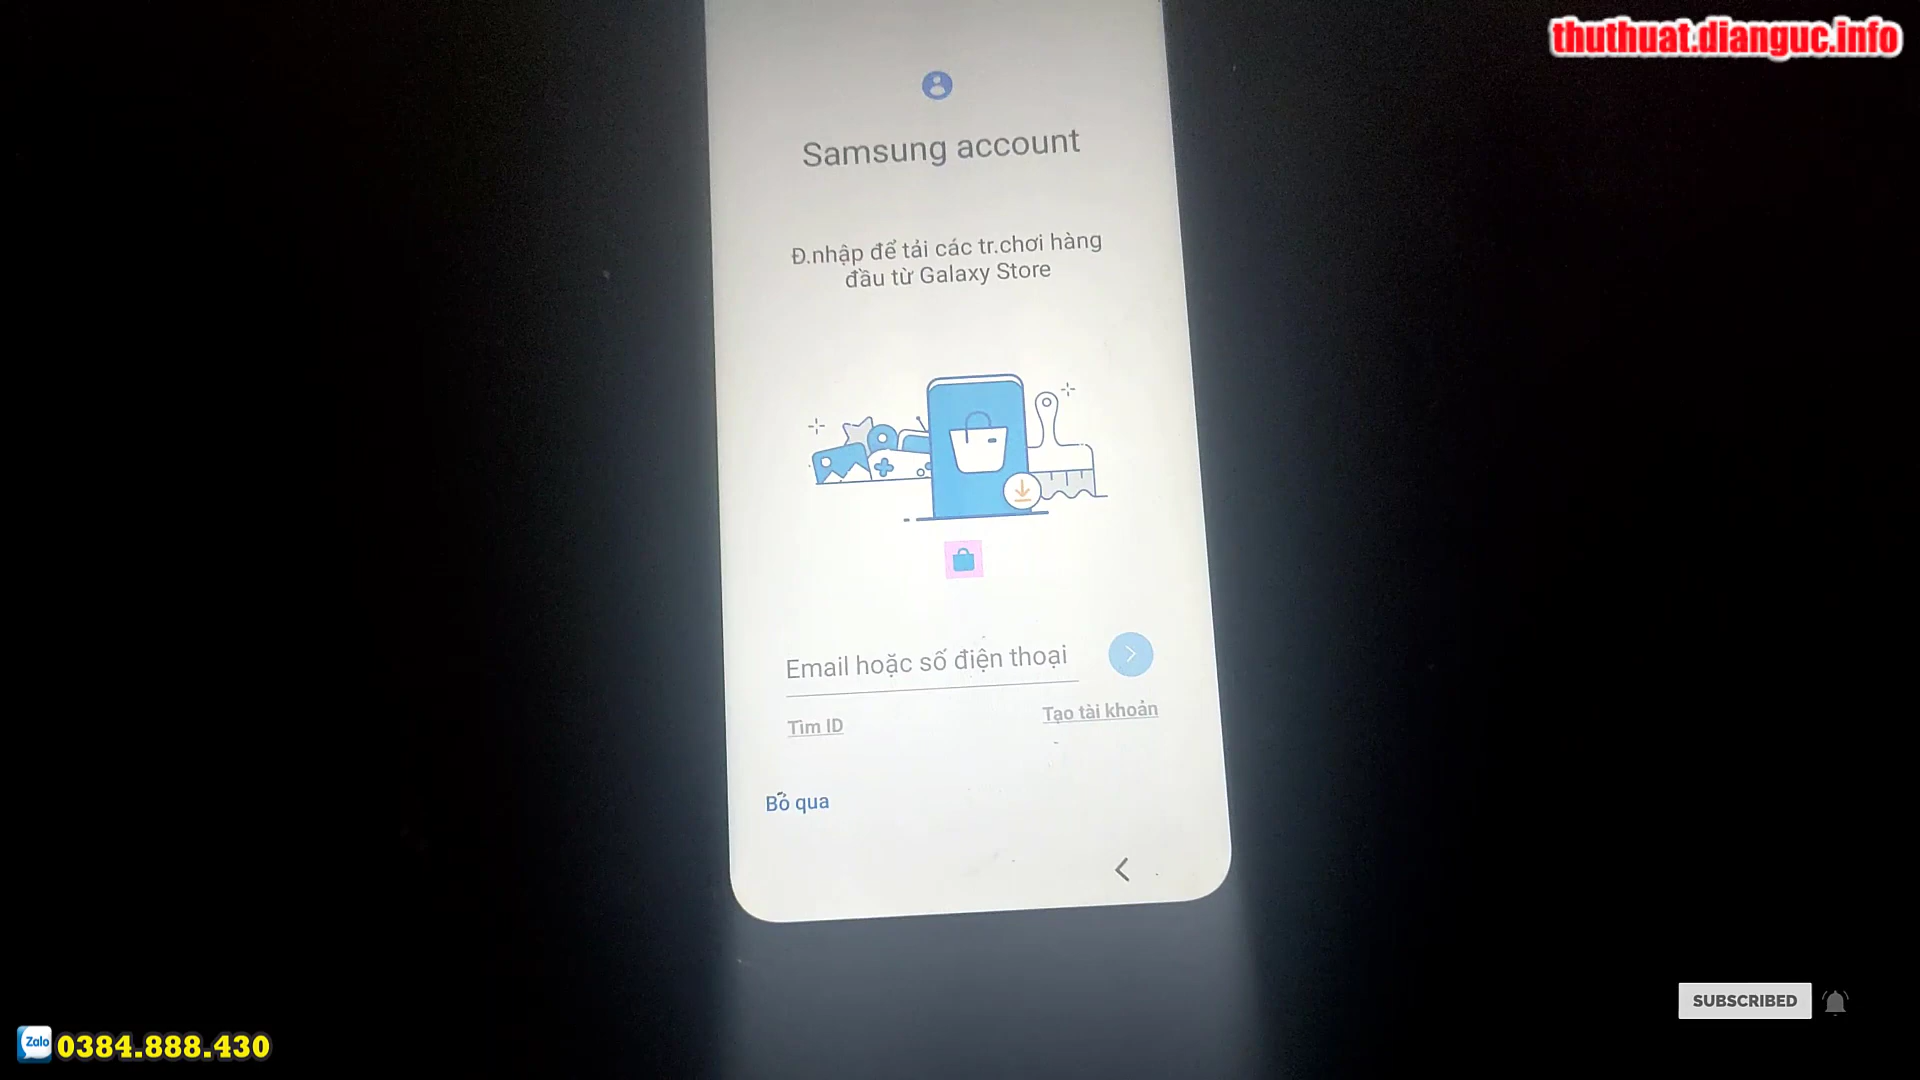 thuthuat.dianguc.info
Samsung account
Đ.nhập để tải các tr.chơi hàng
đầu từ Galaxy Store
Email hoặc số điện thoại
Tìm ID
Tạo tài khoản
Bỏ qua
SUBSCRIBED
Zalo
0384.888.430